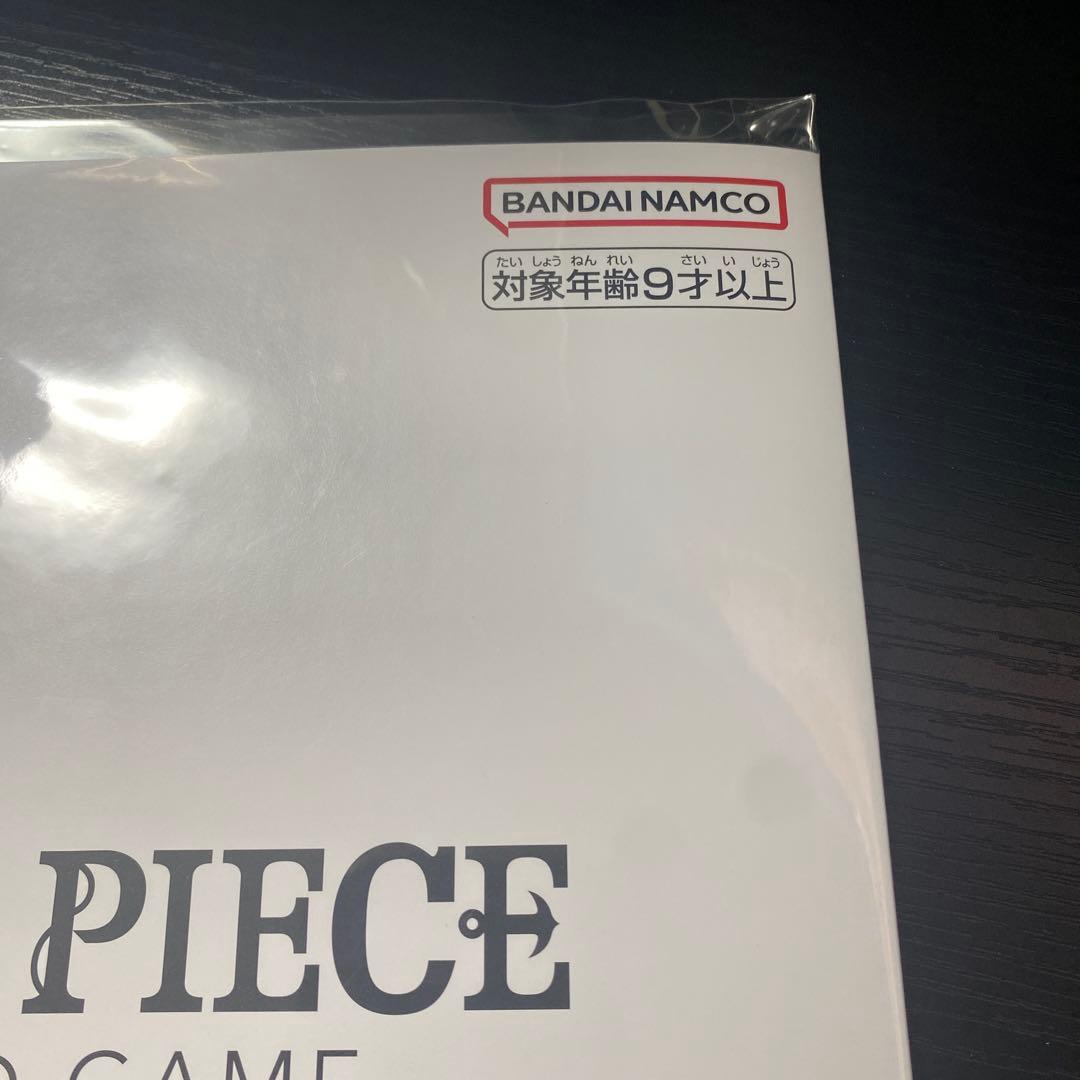 BANDAI NAMCO
たい しょう ねん れい さい い じょう
対象年齢9才以上
PIECE
GAME